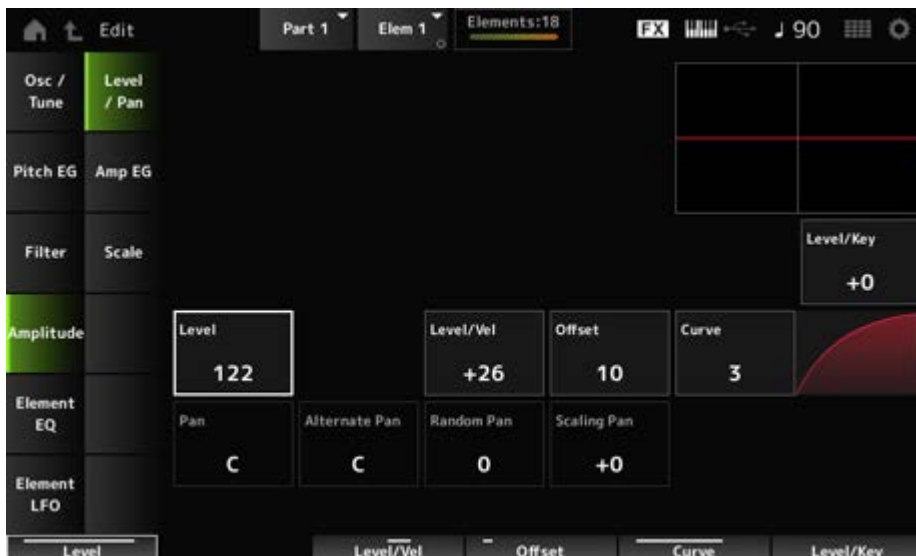 Edit
Part 1
Elem 1
Elements:18
FX
♩ 90
Osc /
Tune
Level
/ Pan
Pitch EG
Amp EG
Filter
Scale
Level/Key
+0
Amplitude
Level
122
Level/Vel
+26
Offset
10
Curve
3
Element
EQ
Pan
C
Alternate Pan
C
Random Pan
0
Scaling Pan
+0
Element
LFO
Level
Level/Vel
Offset
Curve
Level/Key